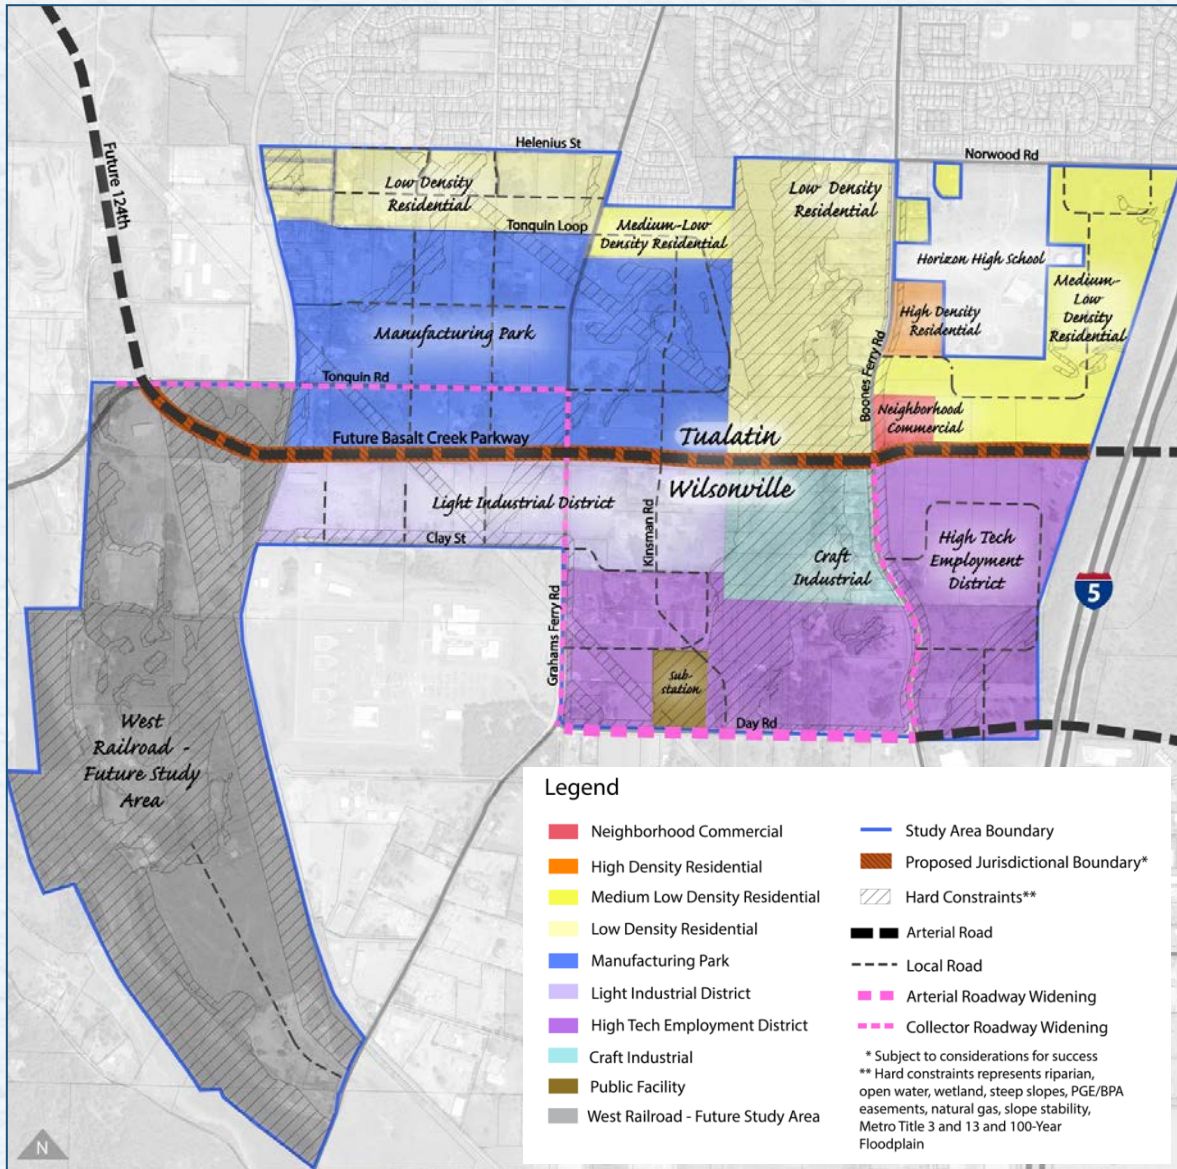 Helenius St
Norwood Rd
Future 124th
Low Density
Residential
Low Density
Residential
Tonquin Loop
Medium-Low
Density Residential
Horizon High School
Medium-
Low
Density
Residential
High Density
Residential
Manufacturing Park
Boones Ferry Rd
Tonquin Rd
Neighborhood
Commercial
Future Basalt Creek Parkway
Tualatin
Wilsonville
Light Industrial District
Kinsman Rd
Clay St
Craft
Industrial
High Tech
Employment
District
5
Grahams Ferry Rd
Sub-
station
Day Rd
West
Railroad -
Future Study
Area
Legend
Neighborhood Commercial
High Density Residential
Medium Low Density Residential
Low Density Residential
Manufacturing Park
Light Industrial District
High Tech Employment District
Craft Industrial
Public Facility
West Railroad - Future Study Area
Study Area Boundary
Proposed Jurisdictional Boundary*
Hard Constraints**
Arterial Road
Local Road
Arterial Roadway Widening
Collector Roadway Widening
* Subject to considerations for success
** Hard constraints represents riparian,
open water, wetland, steep slopes, PGE/BPA
easements, natural gas, slope stability,
Metro Title 3 and 13 and 100-Year
Floodplain
N